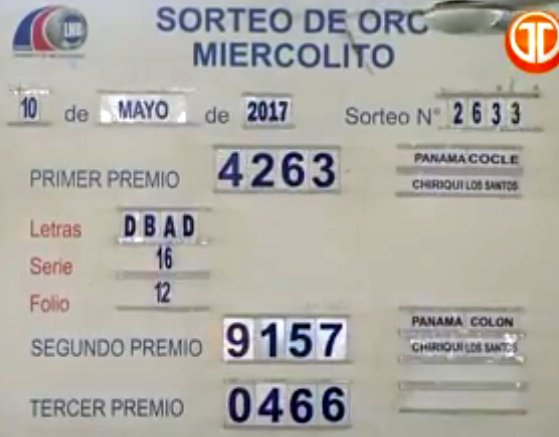 LNB
SORTEO DE ORO
MIERCOLITO
10 de MAYO de 2017 Sorteo N° 2633
PRIMER PREMIO 4263 PANAMA COCLE
CHIRIQUI LOS SANTOS
Letras DBAD
Serie 16
Folio 12
SEGUNDO PREMIO 9157 PANAMA COLON
CHIRIQUI LOS SANTOS
TERCER PREMIO 0466